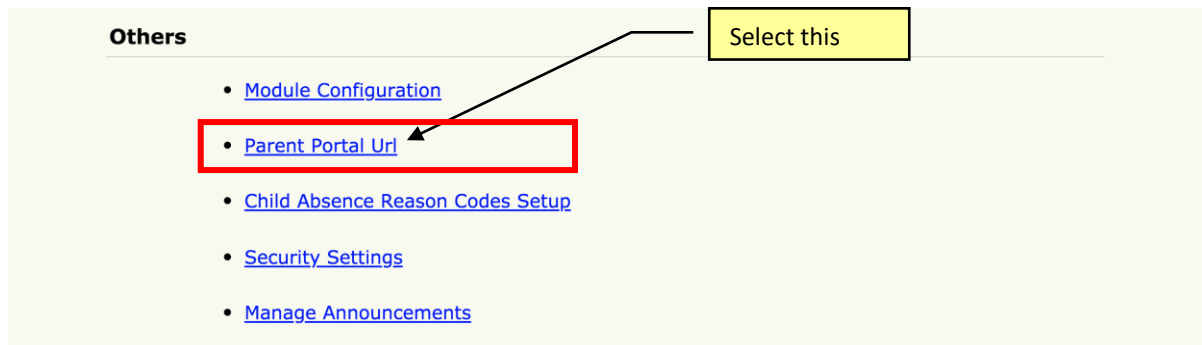 Others
Select this
Module Configuration
Parent Portal Url
Child Absence Reason Codes Setup
Security Settings
Manage Announcements